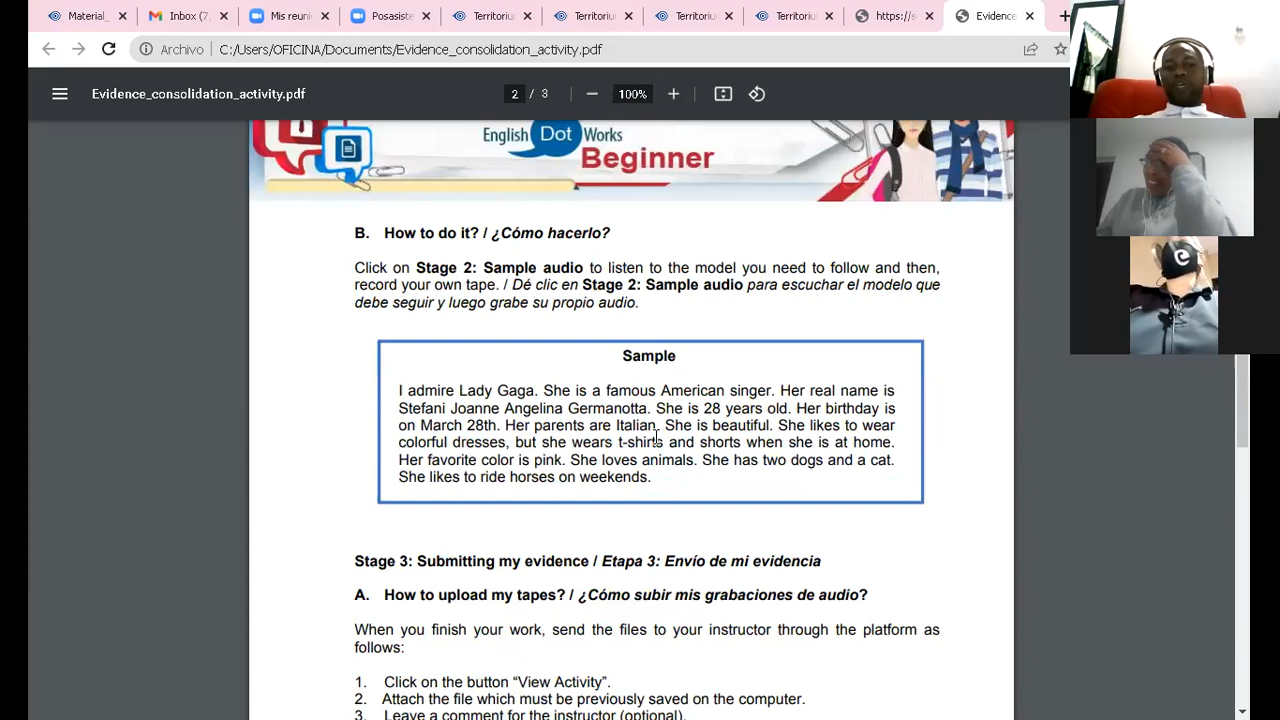 Material_
Inbox (7,
Mis reuni
Posasiste
Territoriu
Territoriu
Territoriu
Territoriu
https://s
Evidence
Archivo
C:/Users/OFICINA/Documents/Evidence_consolidation_activity.pdf
Evidence_consolidation_activity.pdf
2 / 3
100%
English Dot Works
Beginner
B. How to do it? / ¿Cómo hacerlo?
Click on Stage 2: Sample audio to listen to the model you need to follow and then,
record your own tape. / Dé clic en Stage 2: Sample audio para escuchar el modelo que
debe seguir y luego grabe su propio audio.
Sample
I admire Lady Gaga. She is a famous American singer. Her real name is
Stefani Joanne Angelina Germanotta. She is 28 years old. Her birthday is
on March 28th. Her parents are Italian. She is beautiful. She likes to wear
colorful dresses, but she wears t-shirts and shorts when she is at home.
Her favorite color is pink. She loves animals. She has two dogs and a cat.
She likes to ride horses on weekends.
Stage 3: Submitting my evidence / Etapa 3: Envío de mi evidencia
A. How to upload my tapes? / ¿Cómo subir mis grabaciones de audio?
When you finish your work, send the files to your instructor through the platform as
follows:
1. Click on the button “View Activity”.
2. Attach the file which must be previously saved on the computer.
3. Leave a comment for the instructor (optional).